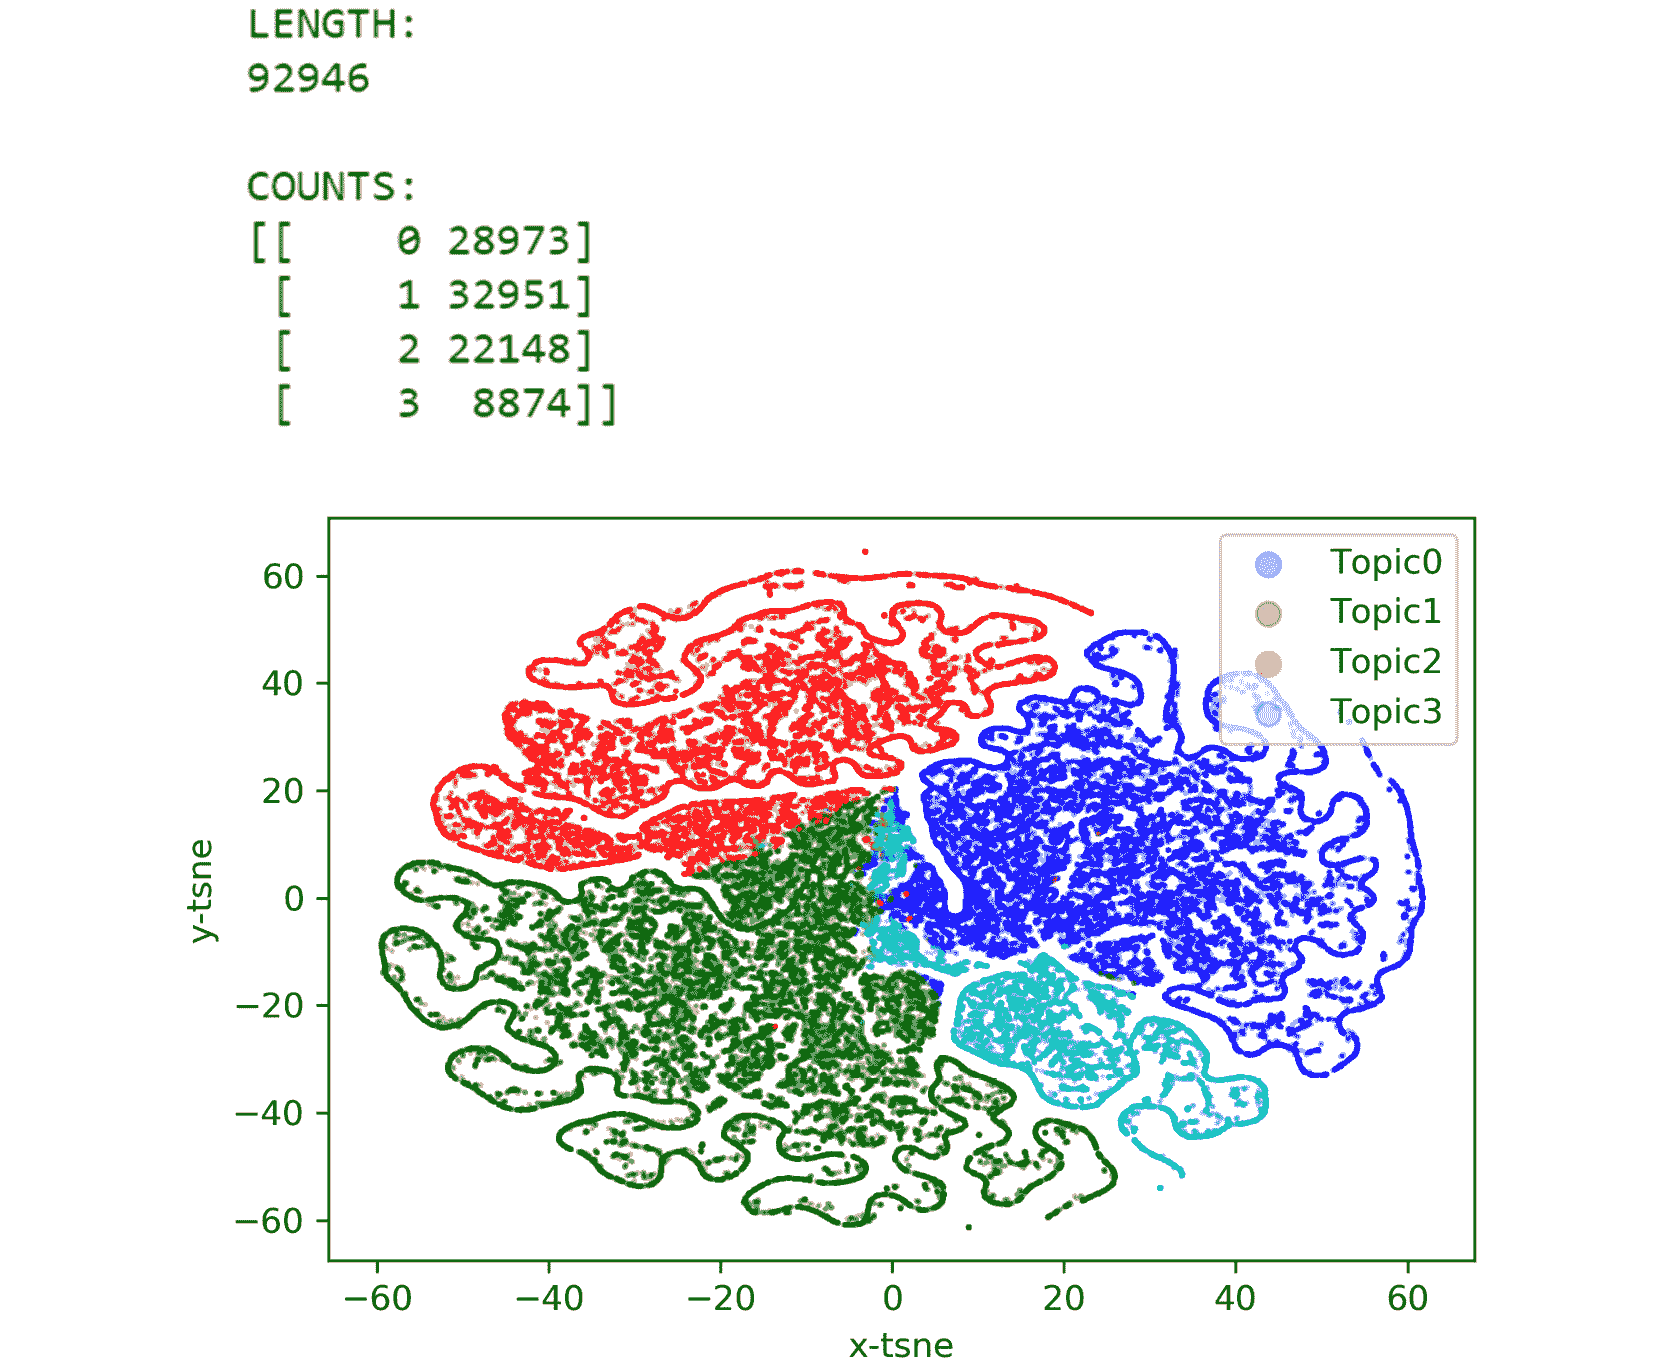 LENGTH:
92946
COUNTS:
[[    0 28973]
 [    1 32951]
 [    2 22148]
 [    3  8874]]
Topic0
Topic1
Topic2
Topic3
60
40
20
0
−20
−40
−60
y-tsne
−60 −40 −20 0 20 40 60
x-tsne